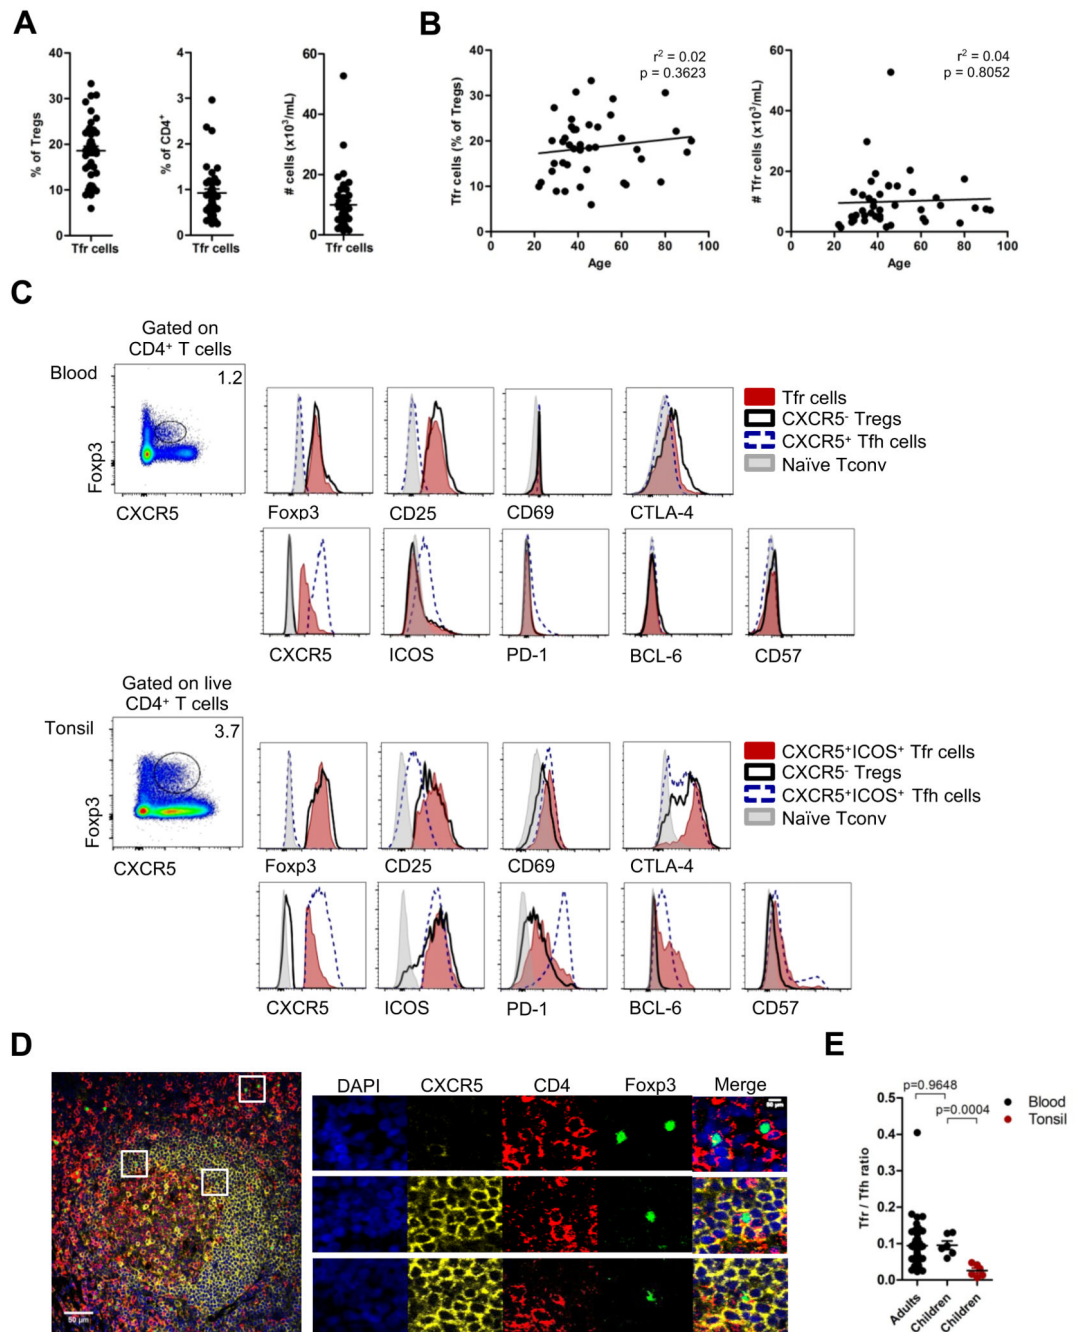 A
40
30
20
10
0
% of Tregs
Tfr cells
4
3
2
1
0
% of CD4⁺
Tfr cells
60
40
20
0
# cells (x10³/mL)
Tfr cells
B
40
30
20
10
0
Tfr cells (% of Tregs)
r² = 0.02
p = 0.3623
0 20 40 60 80 100
Age
60
40
20
0
# Tfr cells (x10³/mL)
r² = 0.04
p = 0.8052
0 20 40 60 80 100
Age
C
Gated on
CD4⁺ T cells
Blood
1.2
Foxp3
CXCR5
Tfr cells
CXCR5⁻ Tregs
CXCR5⁺ Tfh cells
Naïve Tconv
Foxp3 CD25 CD69 CTLA-4
CXCR5 ICOS PD-1 BCL-6 CD57
Gated on live
CD4⁺ T cells
Tonsil
3.7
Foxp3
CXCR5
CXCR5⁺ICOS⁺ Tfr cells
CXCR5⁻ Tregs
CXCR5⁺ICOS⁺ Tfh cells
Naïve Tconv
Foxp3 CD25 CD69 CTLA-4
CXCR5 ICOS PD-1 BCL-6 CD57
D
50 µm
DAPI CXCR5 CD4 Foxp3 Merge
E
p=0.9648
p=0.0004
Blood
Tonsil
0.5
0.4
0.3
0.2
0.1
0.0
Tfr / Tfh ratio
Adults
Children
Children